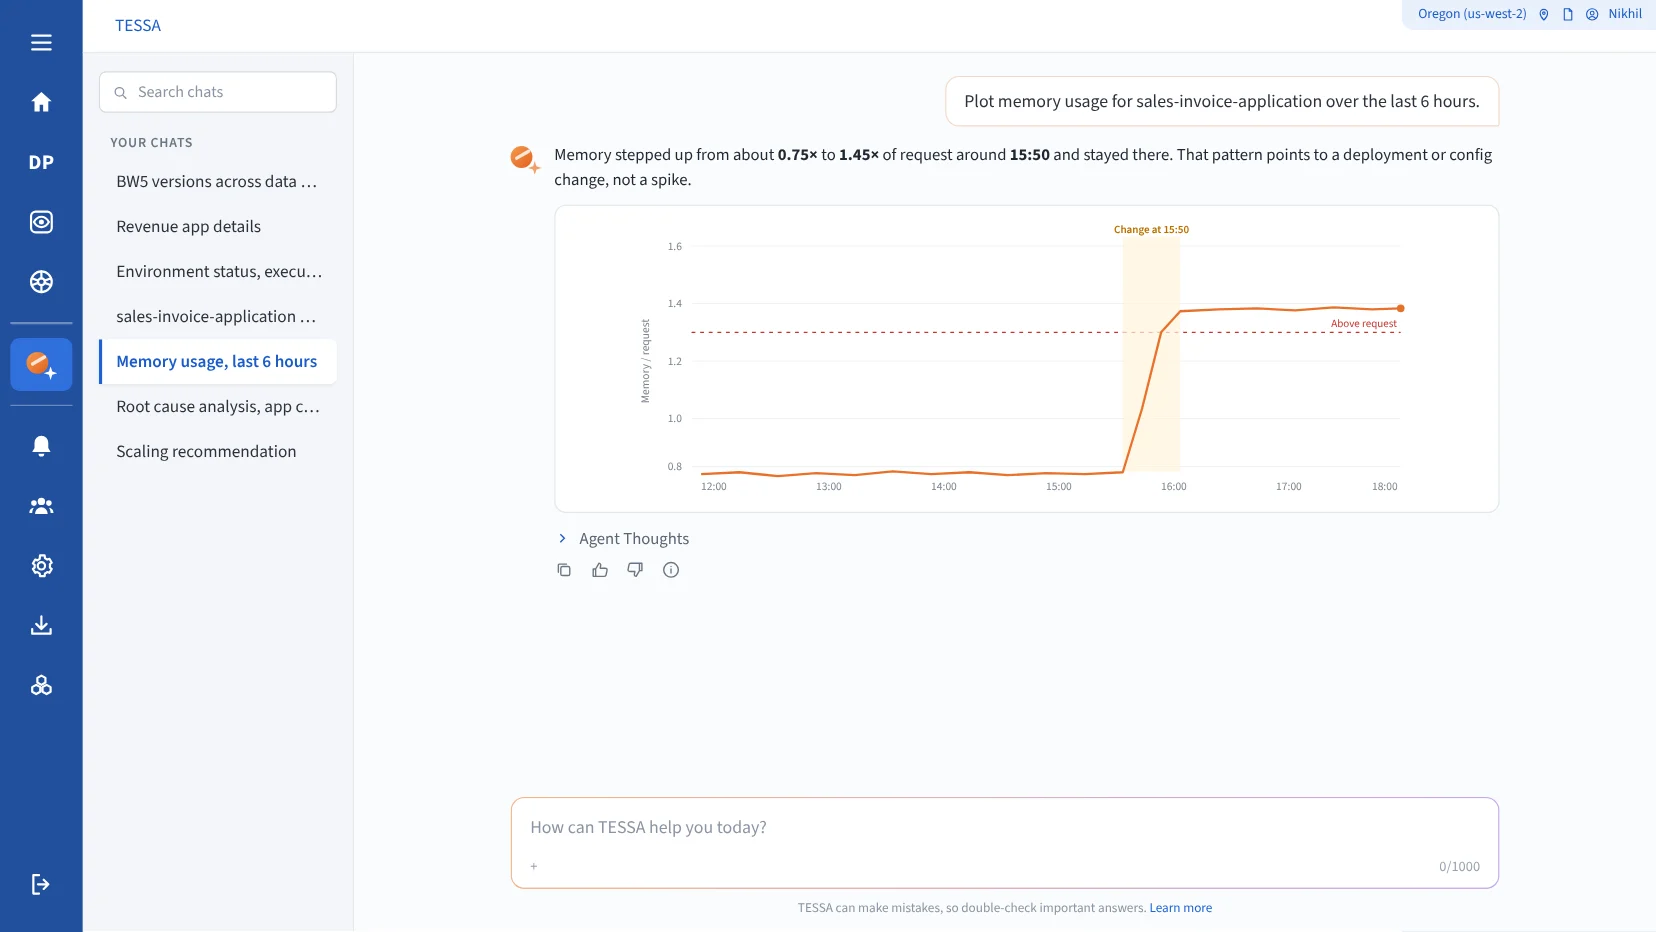 TESSA
Oregon (us-west-2) Nikhil
DP
Search chats
YOUR CHATS
BW5 versions across data ...
Revenue app details
Environment status, execu...
sales-invoice-application ...
Memory usage, last 6 hours
Root cause analysis, app c...
Scaling recommendation
Plot memory usage for sales-invoice-application over the last 6 hours.
Memory stepped up from about 0.75× to 1.45× of request around 15:50 and stayed there. That pattern points to a deployment or config
change, not a spike.
Change at 15:50
1.6
1.4
1.2
1.0
0.8
Memory / request
Above request
12:00 13:00 14:00 15:00 16:00 17:00 18:00
Agent Thoughts
How can TESSA help you today?
+ 0/1000
TESSA can make mistakes, so double-check important answers. Learn more